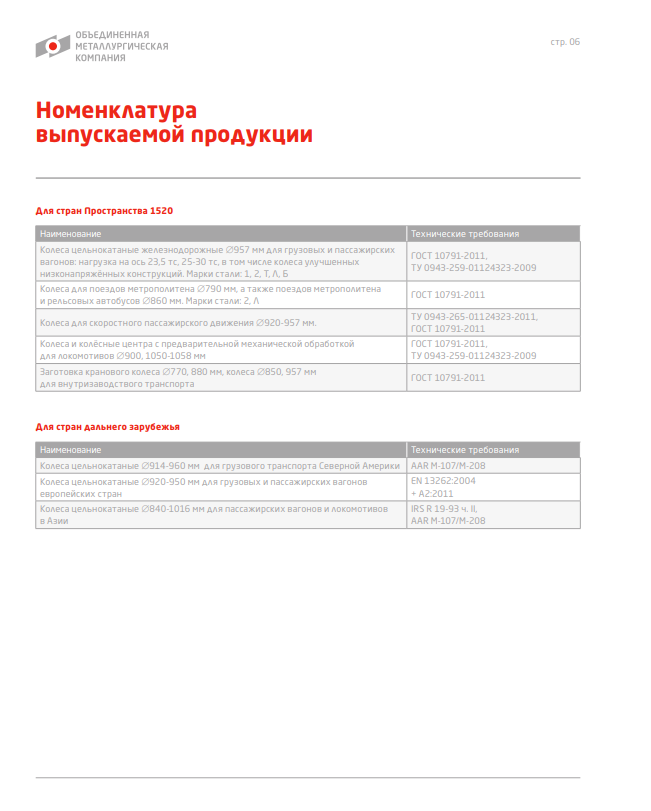 ОБЪЕДИНЕННАЯ
МЕТАЛЛУРГИЧЕСКАЯ
КОМПАНИЯ
стр. 06
Номенклатура
выпускаемой продукции
Для стран Пространства 1520
Наименование
Технические требования
Колеса цельнокатаные железнодорожные ∅957 мм для грузовых и пассажирских
вагонов: нагрузка на ось 23,5 тс, 25-30 тс, в том числе колеса улучшенных
низконапряжённых конструкций. Марки стали: 1, 2, Т, Л, Б
ГОСТ 10791-2011,
ТУ 0943-259-01124323-2009
Колеса для поездов метрополитена ∅790 мм, а также поездов метрополитена
и рельсовых автобусов ∅860 мм. Марки стали: 2, Л
ГОСТ 10791-2011
Колеса для скоростного пассажирского движения ∅920-957 мм.
ТУ 0943-265-01124323-2011,
ГОСТ 10791-2011
Колеса и колёсные центра с предварительной механической обработкой
для локомотивов ∅900, 1050-1058 мм
ГОСТ 10791-2011,
ТУ 0943-259-01124323-2009
Заготовка кранового колеса ∅770, 880 мм, колеса ∅850, 957 мм
для внутризаводствого транспорта
ГОСТ 10791-2011
Для стран дальнего зарубежья
Наименование
Технические требования
Колеса цельнокатаные ∅914-960 мм для грузового транспорта Северной Америки
AAR M-107/M-208
Колеса цельнокатаные ∅920-950 мм для грузовых и пассажирских вагонов
европейских стран
EN 13262:2004
+ A2:2011
Колеса цельнокатаные ∅840-1016 мм для пассажирских вагонов и локомотивов
в Азии
IRS R 19-93 ч. II,
AAR M-107/M-208